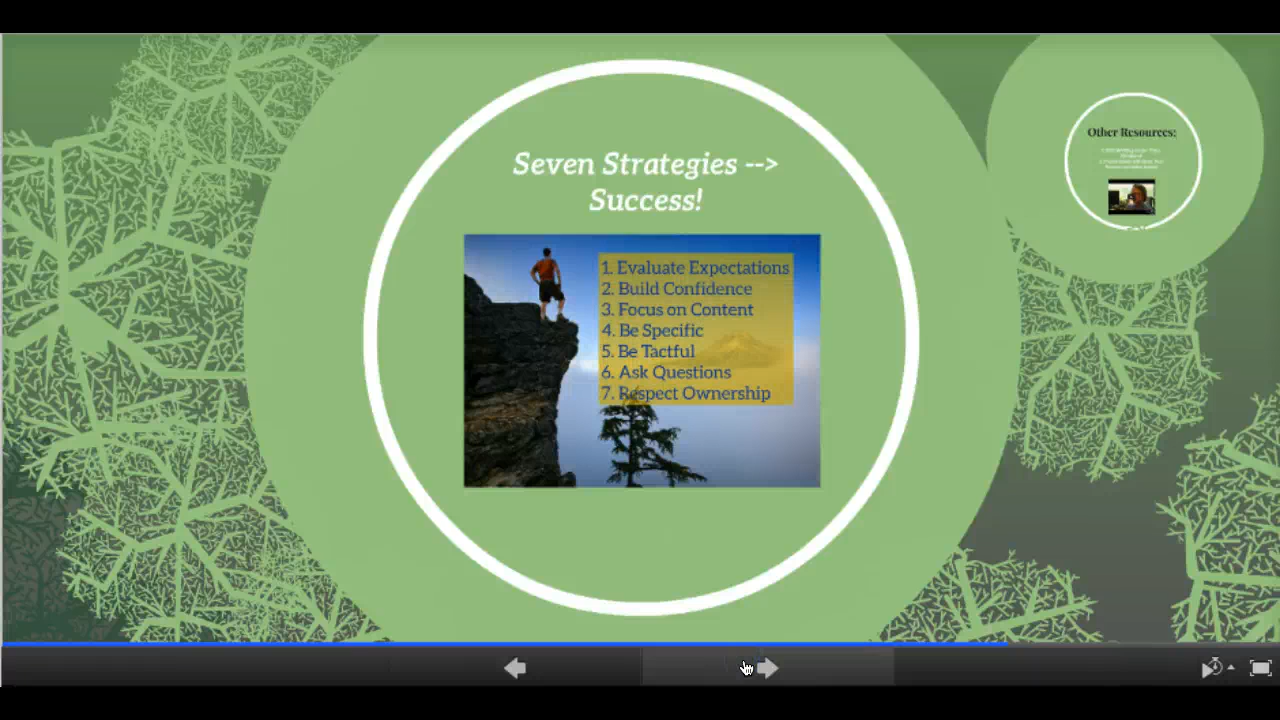 Seven Strategies -->
Success!
1. Evaluate Expectations
2. Build Confidence
3. Focus on Content
4. Be Specific
5. Be Tactful
6. Ask Questions
7. Respect Ownership
Other Resources: